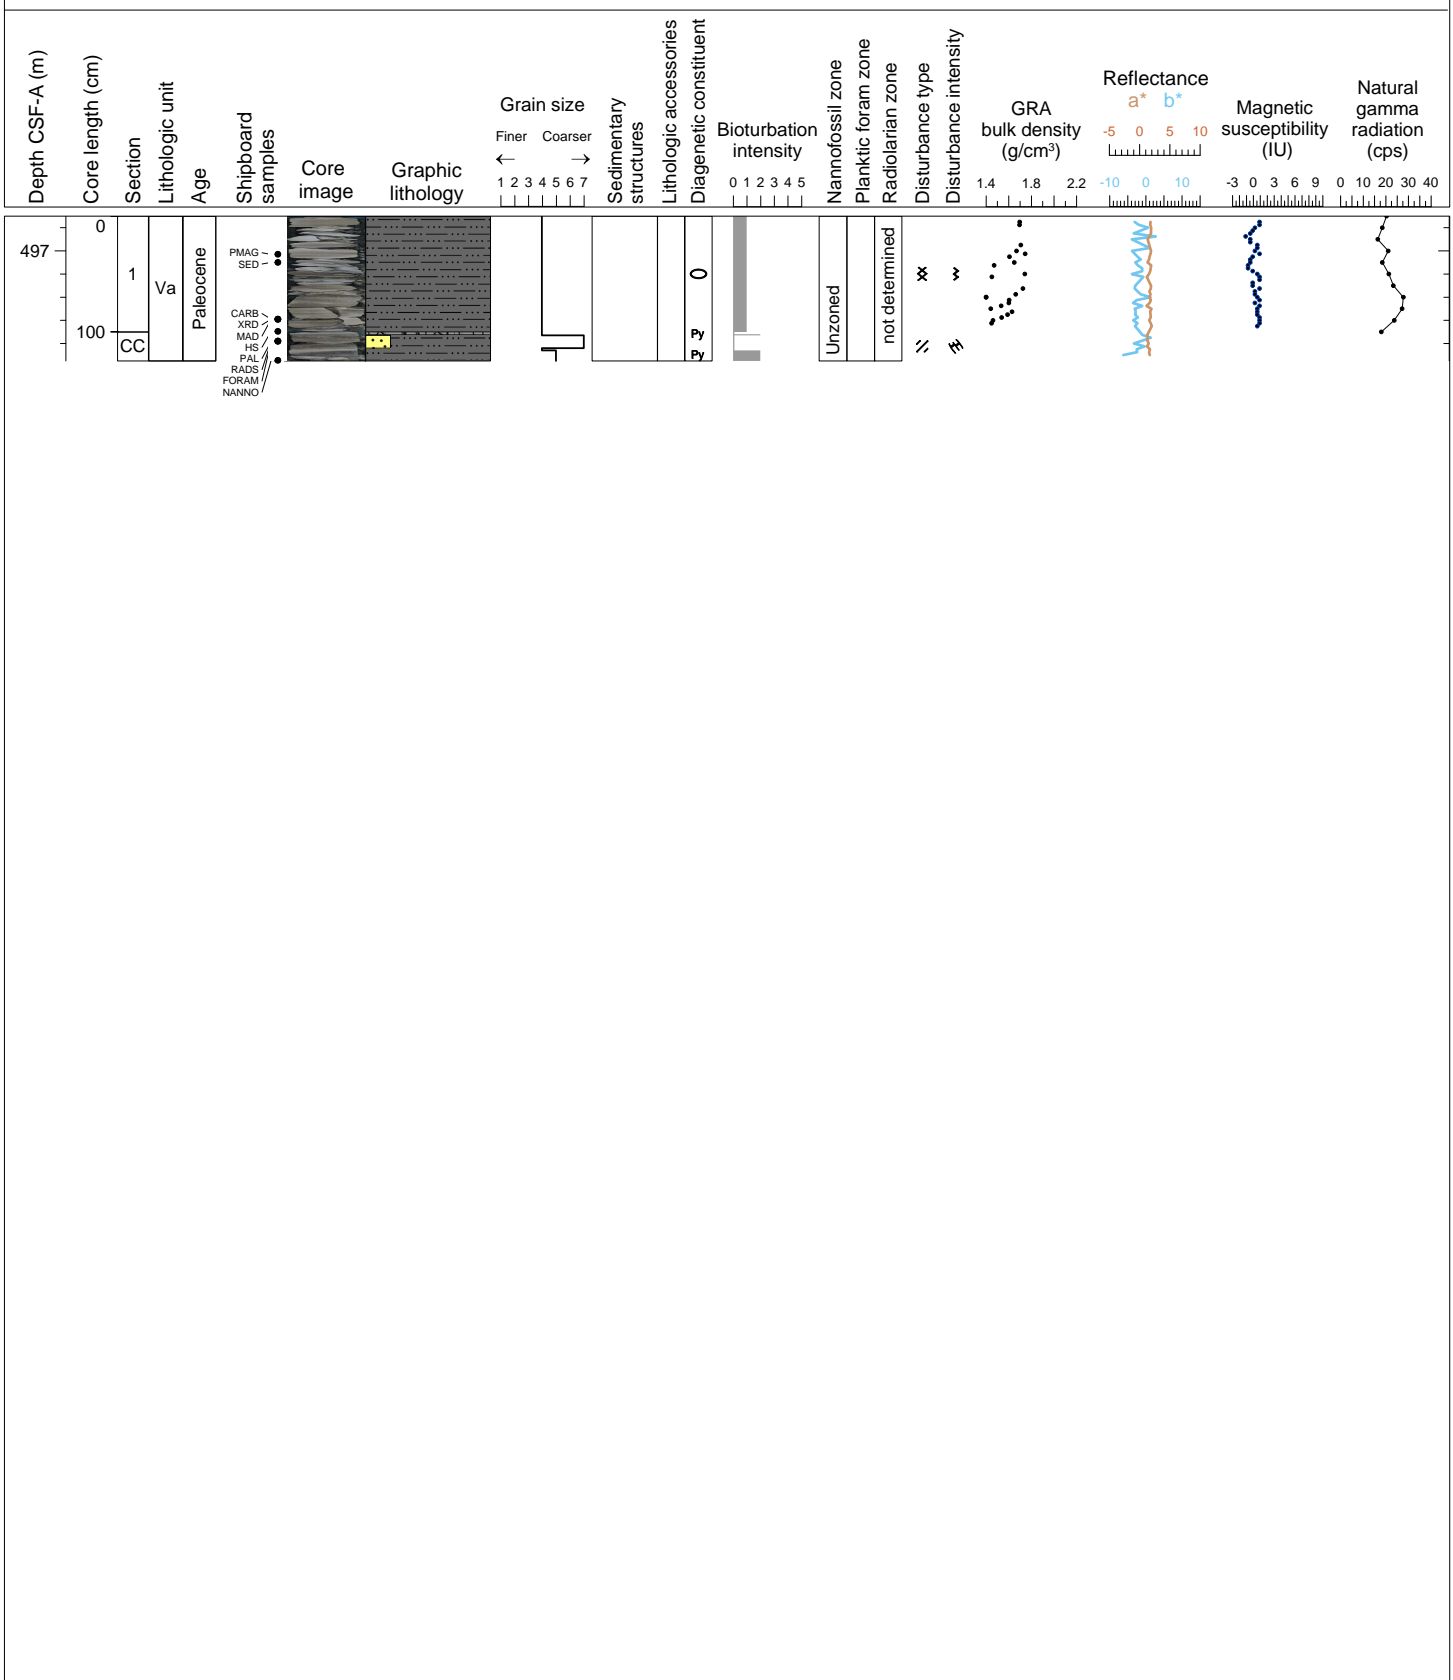 Depth CSF-A (m)
Core length (cm)
Section
Lithologic unit
Age
Shipboard
samples
Core
image
Graphic
lithology
Grain size
Finer Coarser
← →
1 2 3 4 5 6 7
Sedimentary
structures
Lithologic accessories
Diagenetic constituent
Bioturbation
intensity
0 1 2 3 4 5
Nannofossil zone
Planktic foram zone
Radiolarian zone
Disturbance type
Disturbance intensity
GRA
bulk density
(g/cm³)
1.4 1.8 2.2
Reflectance
a* b*
-5 0 5 10
-10 0 10
Magnetic
susceptibility
(IU)
-3 0 3 6 9
Natural
gamma
radiation
(cps)
0 10 20 30 40
497
0
100
1
CC
Va
Paleocene
PMAG
SED
CARB
XRD
MAD
HS
PAL
RADS
FORAM
NANNO
Py
Py
Unzoned
not determined